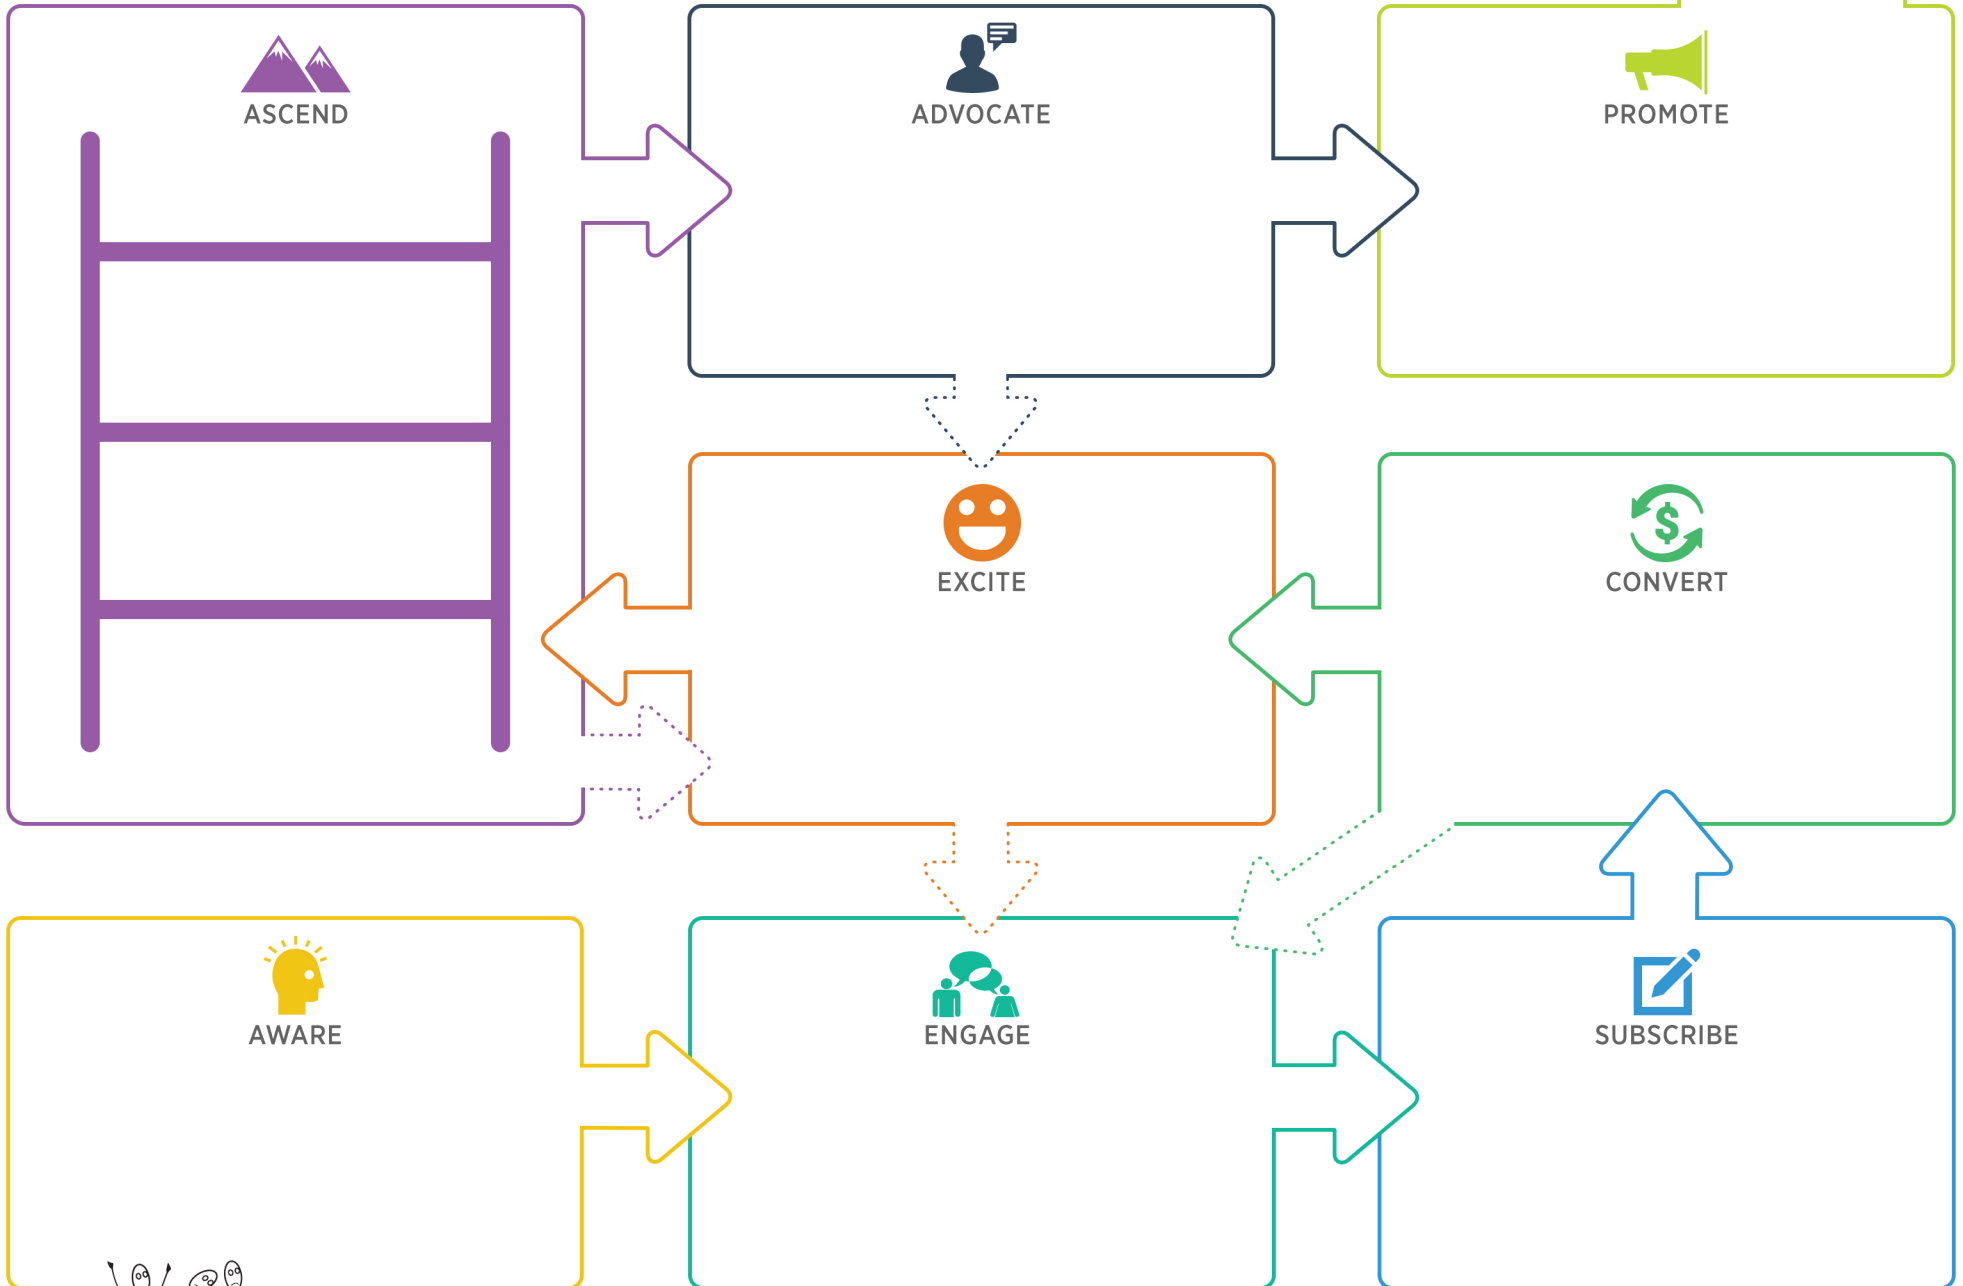 ASCEND
ADVOCATE
PROMOTE
EXCITE
CONVERT
AWARE
ENGAGE
SUBSCRIBE
$